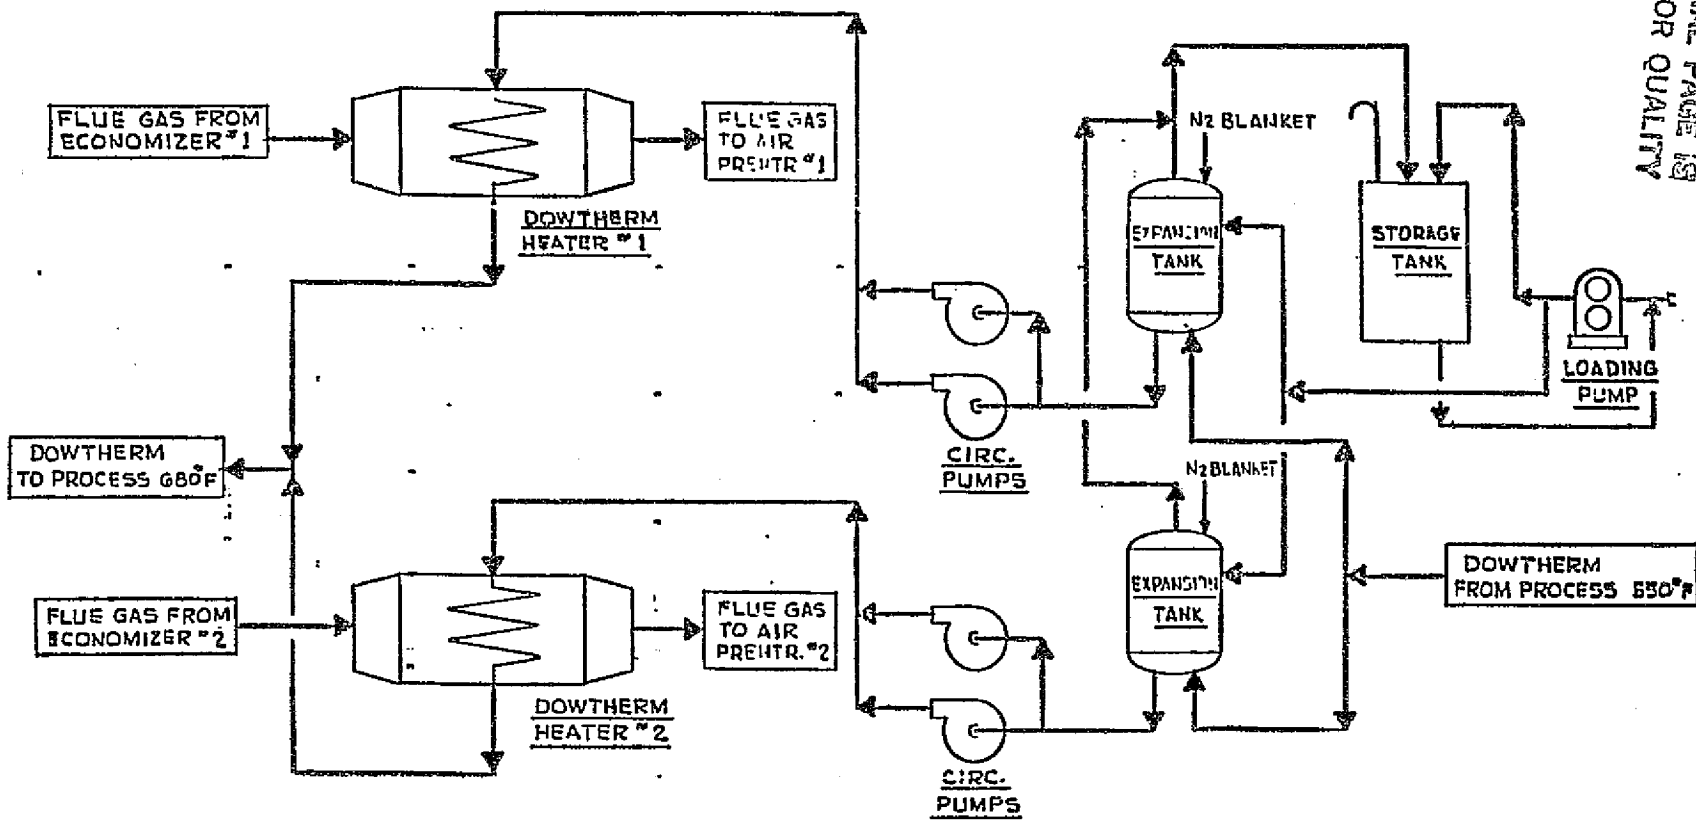 FLUE GAS FROM
ECONOMIZER #1
FLUE GAS
TO AIR
PREHTR #1
DOWTHERM
HEATER #1
N2 BLANKET
EXPANSION
TANK
STORAGE
TANK
LOADING
PUMP
CIRC.
PUMPS
DOWTHERM
TO PROCESS 680°F
N2 BLANKET
EXPANSION
TANK
DOWTHERM
FROM PROCESS 550°F
FLUE GAS FROM
ECONOMIZER #2
FLUE GAS
TO AIR
PREHTR. #2
DOWTHERM
HEATER #2
CIRC.
PUMPS
PAGE IS
OR QUALITY